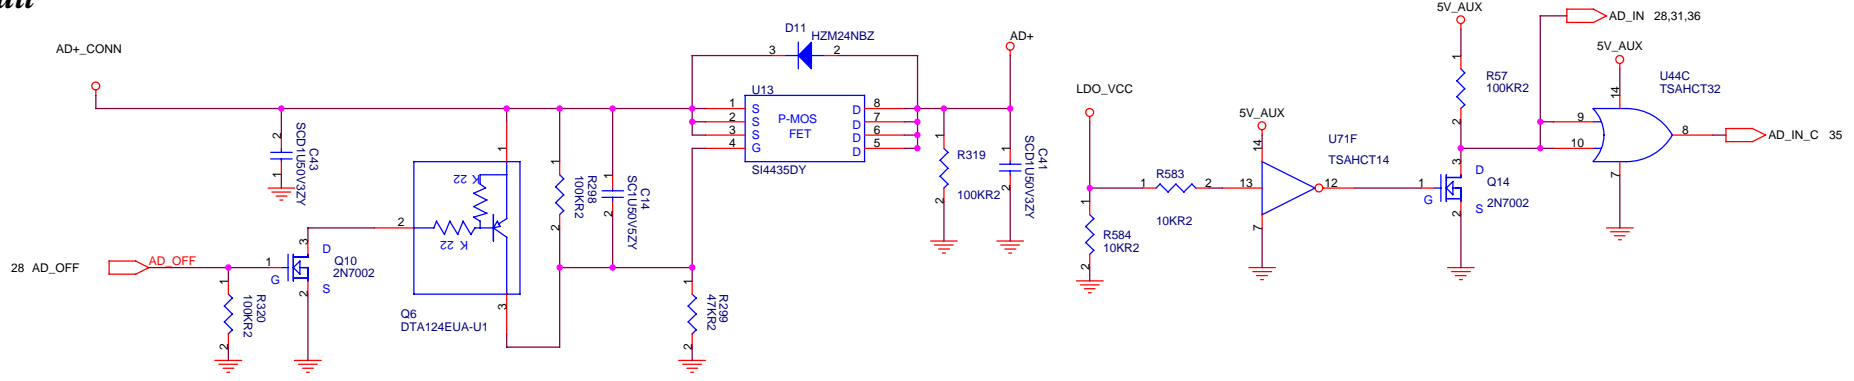 AD+_CONN
D11
HZM24NBZ
3
2
AD+
U13
1
2
3
4
S
S
S
G
P-MOS
FET
D
D
D
D
8
7
6
5
SI4435DY
2
1
C43
SCD1U50V3ZY
1
K 22
K 22
2
3
Q6
DTA124EUA-U1
1
2
R298
100KR2
1
2
C14
SC1U50V5ZY
1
2
R319
100KR2
1
2
C41
SCD1U50V3ZY
28 AD_OFF
AD_OFF
1
G
3
D
Q10
2N7002
2
S
1
2
R320
100KR2
1
2
R299
47KR2
LDO_VCC
1
R583
2
10KR2
1
R584
10KR2
2
5V_AUX
14
13
12
7
U71F
TSAHCT14
5V_AUX
1
R57
100KR2
2
1
G
3
D
Q14
2N7002
2
S
AD_IN 28,31,36
5V_AUX
14
U44C
TSAHCT32
9
10
8
7
AD_IN_C 35